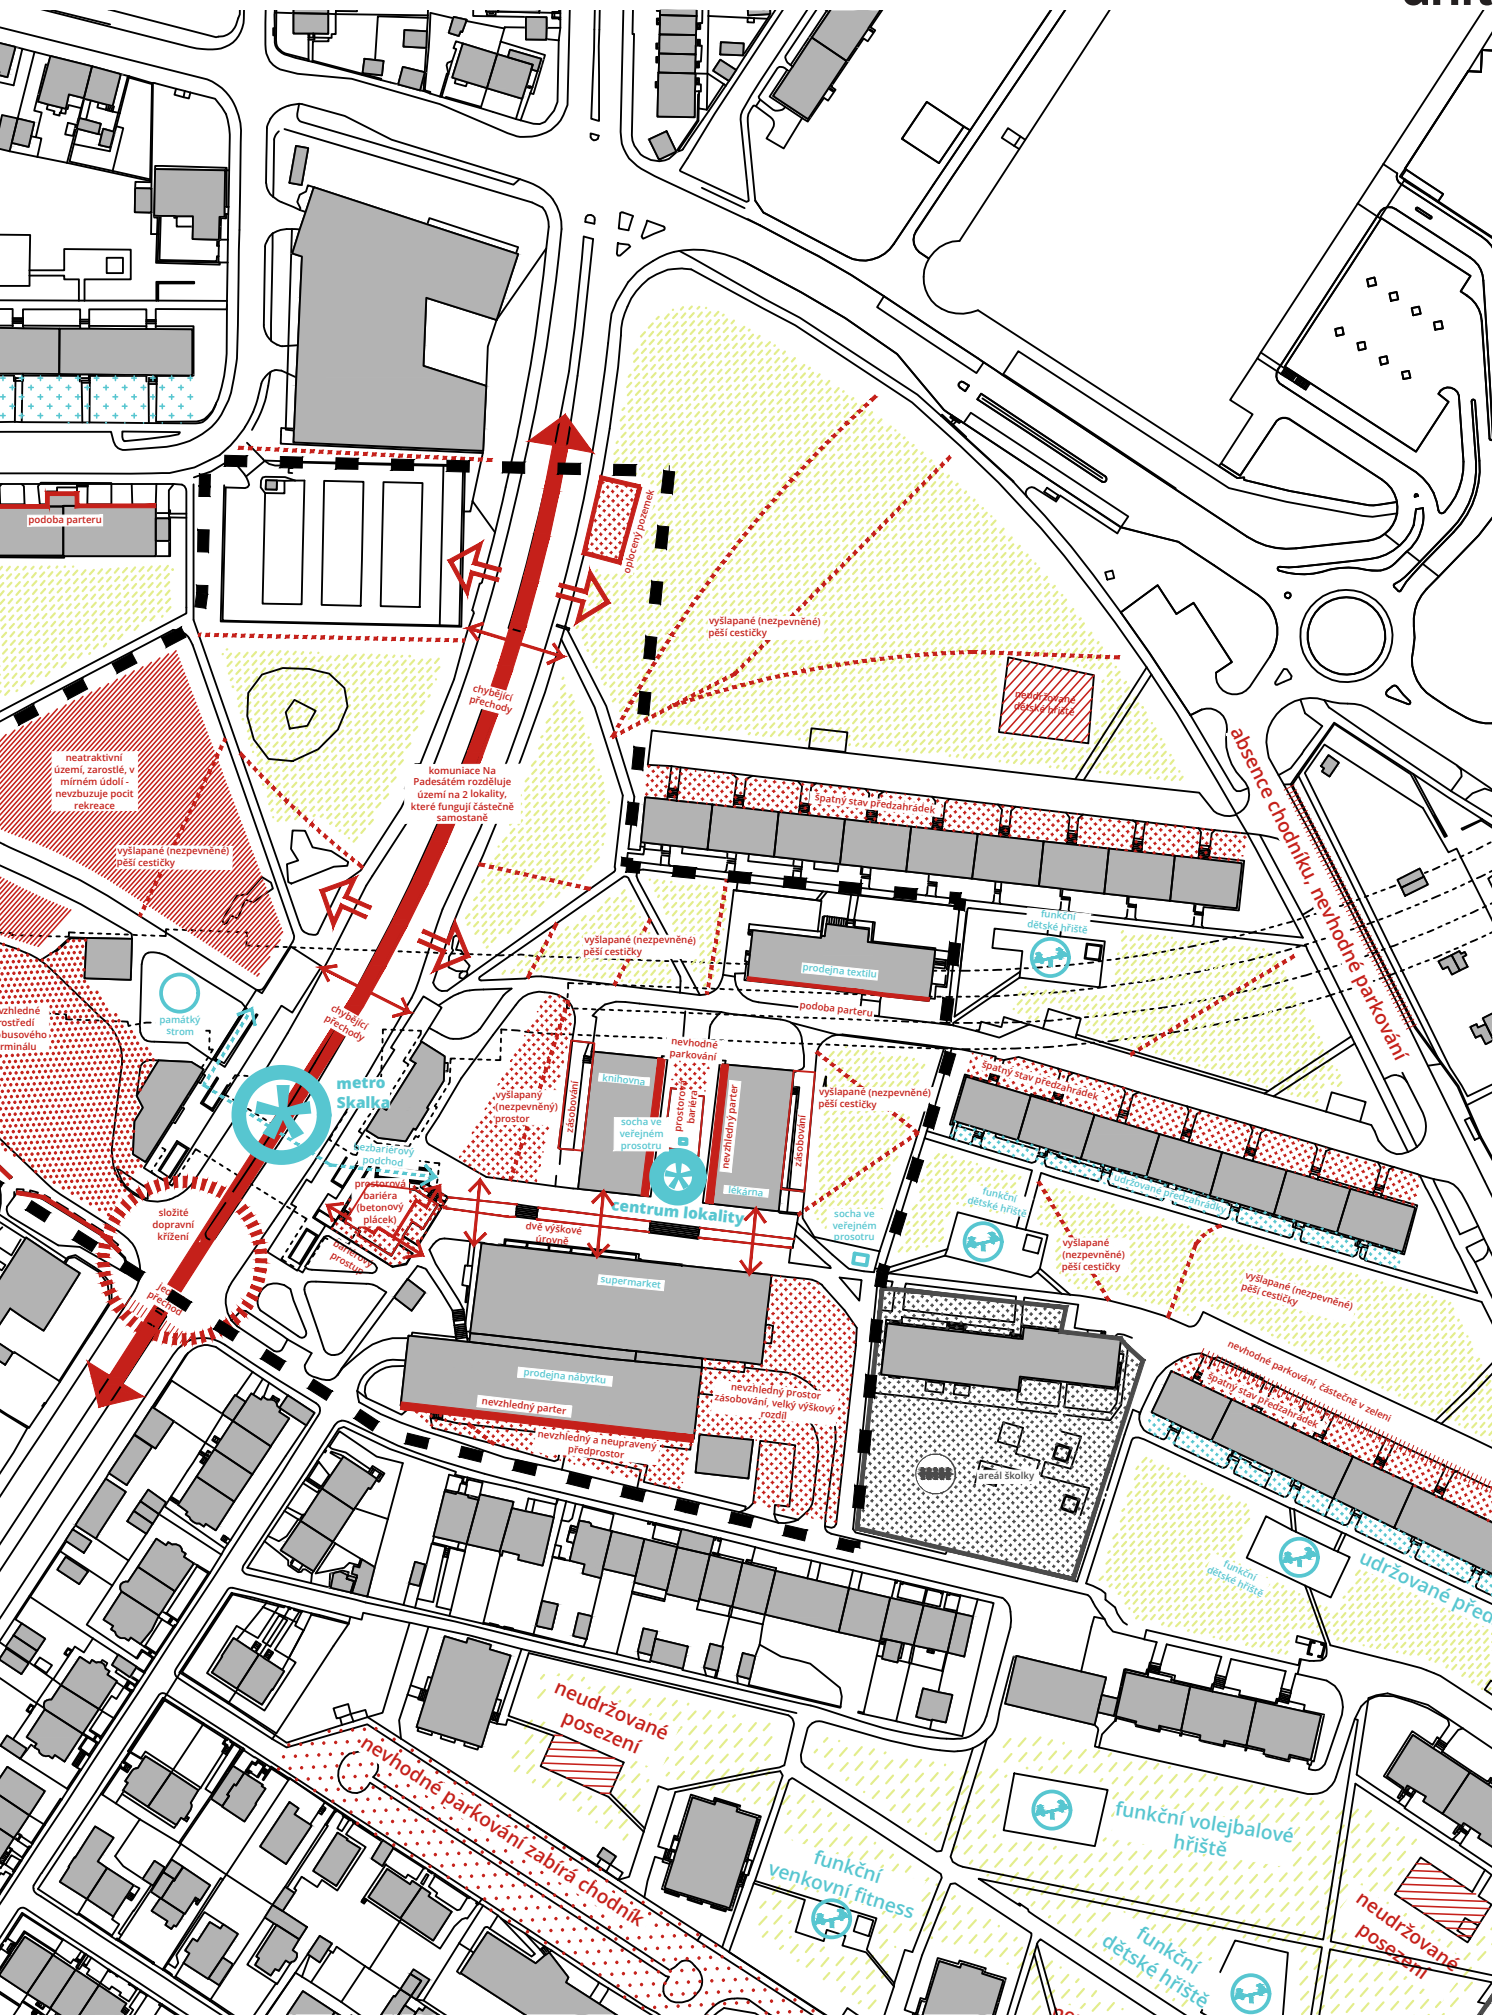 podoba parteru
oplocený pozemek
vyšlapané (nezpevněné)
pěší cestičky
neudržované
dětské hřiště
chybějící
přechody
neatraktivní
území, zarostlé, v
mírném údolí -
nevzbuzuje pocit
rekreace
komuniace Na
Padesátém rozděluje
území na 2 lokality,
které fungují částečně
samostaně
absence chodníku, nevhodné parkování
špatný stav předzahrádek
vyšlapané (nezpevněné)
pěší cestičky
vyšlapané (nezpevněné)
pěší cestičky
funkční
dětské hřiště
prodejna textilu
podoba parteru
památký
strom
chybějící
přechody
nevhodné
parkování
metro
Skalka
knihovna
zásobování
prostorová
bariéra
nevzhledný parter
zásobování
vyšlapaný
(nezpevněný)
prostor
socha ve
veřejném
prosotru
vyšlapané (nezpevněné)
pěší cestičky
špatný stav předzahrádek
bezbariérový
podchod
lékárna
udržované předzahrádky
funkční
dětské hřiště
prostorová
bariéra
(betonový
plácek)
centrum lokality
složité
dopravní
křížení
dvě výškové
úrovně
socha ve
veřejném
prosotru
bariérový
prostup
vyšlapané
(nezpevněné)
pěší cestičky
supermarket
vyšlapané (nezpevněné)
pěší cestičky
přechod
prodejna nábytku
nevhodné parkování, částečně v zeleni
špatný stav
předzahrádek
nevzhledný parter
nevzhledný prostor
zásobování, velký výškový
rozdíl
nevzhledný a neupravený
předprostor
areál školky
funkční
dětské hřiště
udržované před
neudržované
posezení
nevhodné parkování zabírá chodník
funkční volejbalové
hřiště
funkční
venkovní fitness
neudržované
posezení
funkční
dětské hřiště